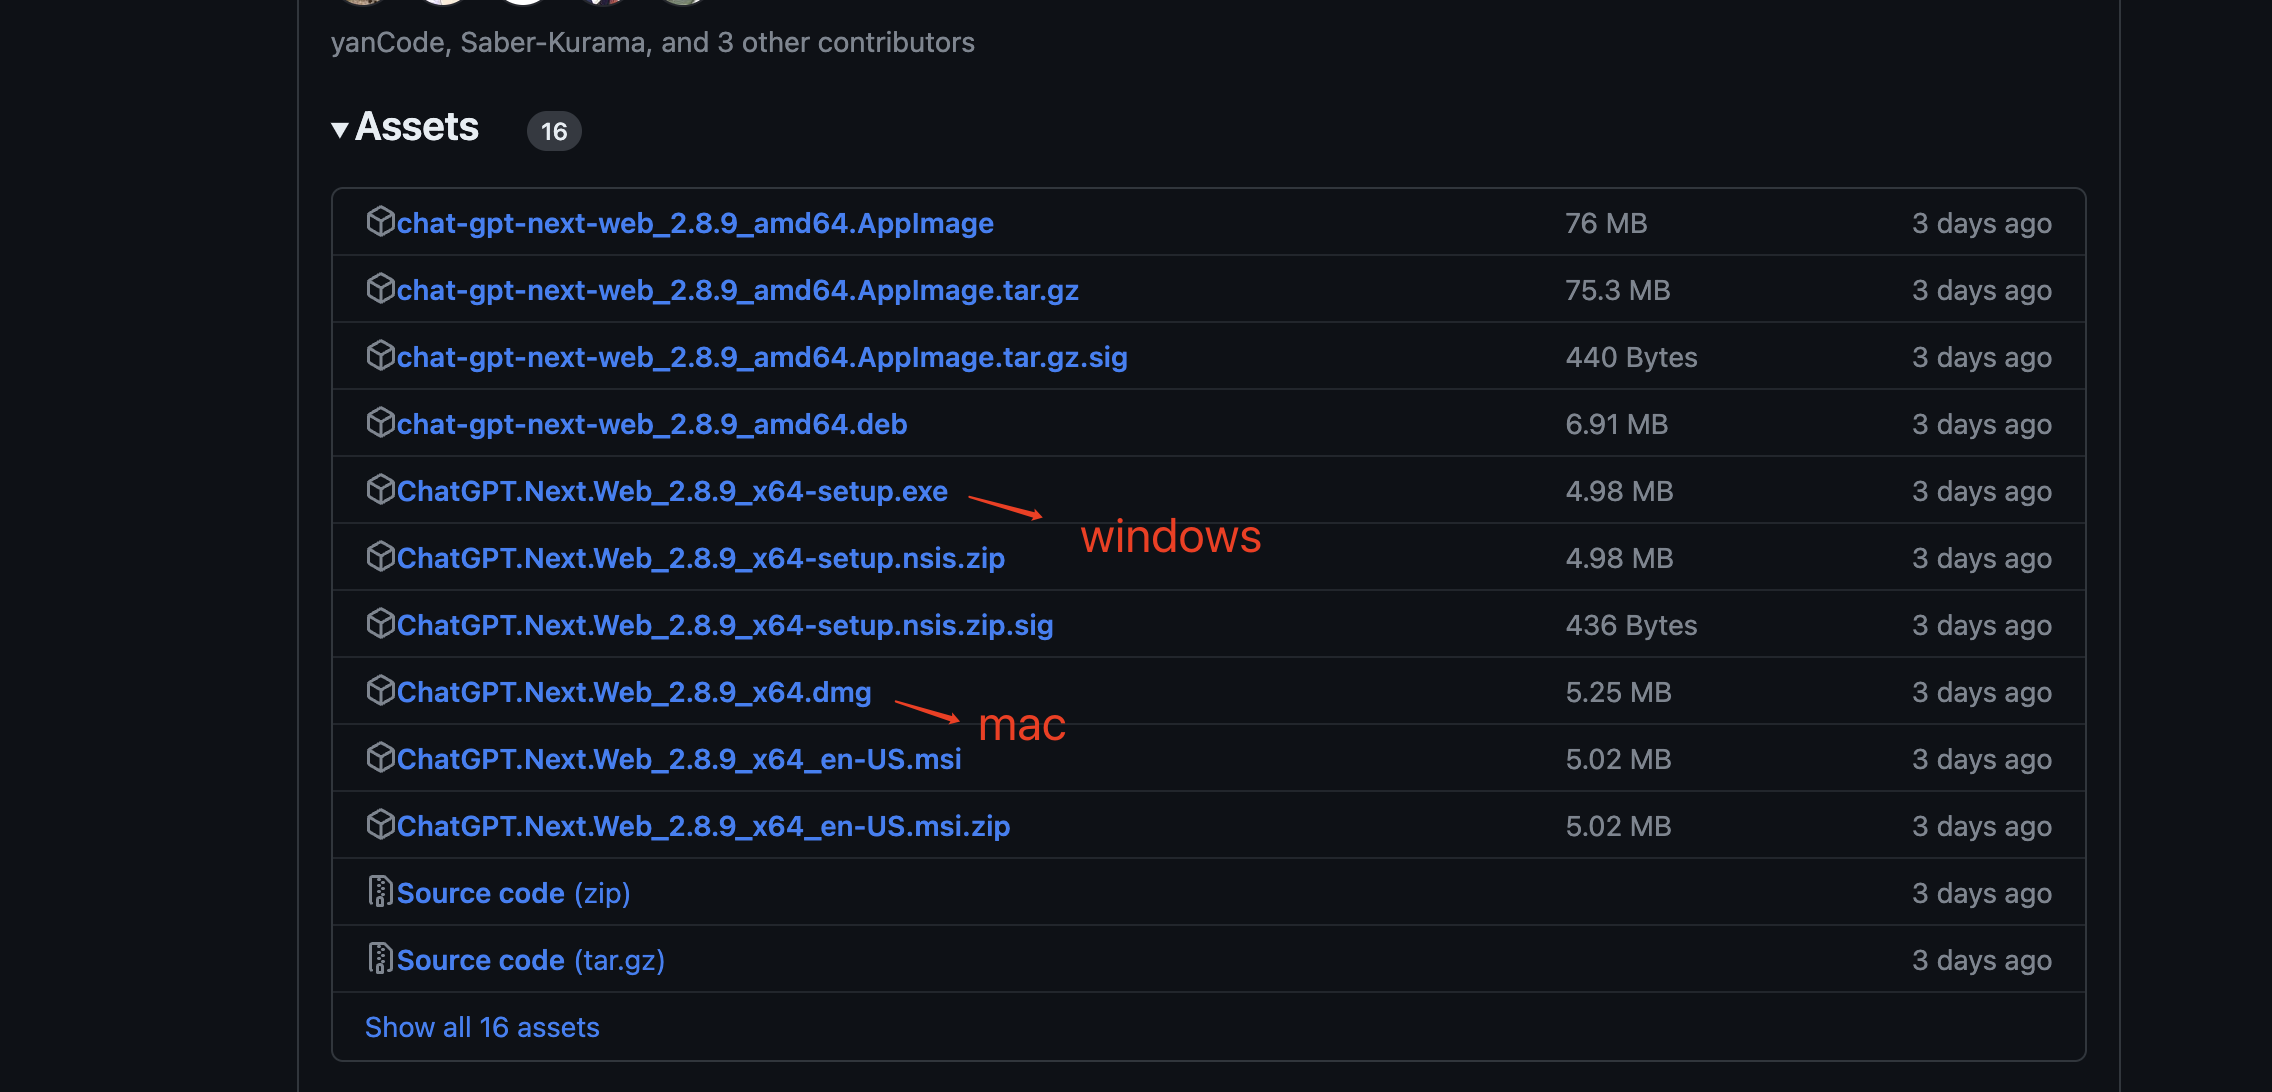 yanCode, Saber-Kurama, and 3 other contributors
Assets 16
chat-gpt-next-web_2.8.9_amd64.AppImage 76 MB 3 days ago
chat-gpt-next-web_2.8.9_amd64.AppImage.tar.gz 75.3 MB 3 days ago
chat-gpt-next-web_2.8.9_amd64.AppImage.tar.gz.sig 440 Bytes 3 days ago
chat-gpt-next-web_2.8.9_amd64.deb 6.91 MB 3 days ago
ChatGPT.Next.Web_2.8.9_x64-setup.exe 4.98 MB 3 days ago
windows
ChatGPT.Next.Web_2.8.9_x64-setup.nsis.zip 4.98 MB 3 days ago
ChatGPT.Next.Web_2.8.9_x64-setup.nsis.zip.sig 436 Bytes 3 days ago
ChatGPT.Next.Web_2.8.9_x64.dmg 5.25 MB 3 days ago
mac
ChatGPT.Next.Web_2.8.9_x64_en-US.msi 5.02 MB 3 days ago
ChatGPT.Next.Web_2.8.9_x64_en-US.msi.zip 5.02 MB 3 days ago
Source code (zip) 3 days ago
Source code (tar.gz) 3 days ago
Show all 16 assets